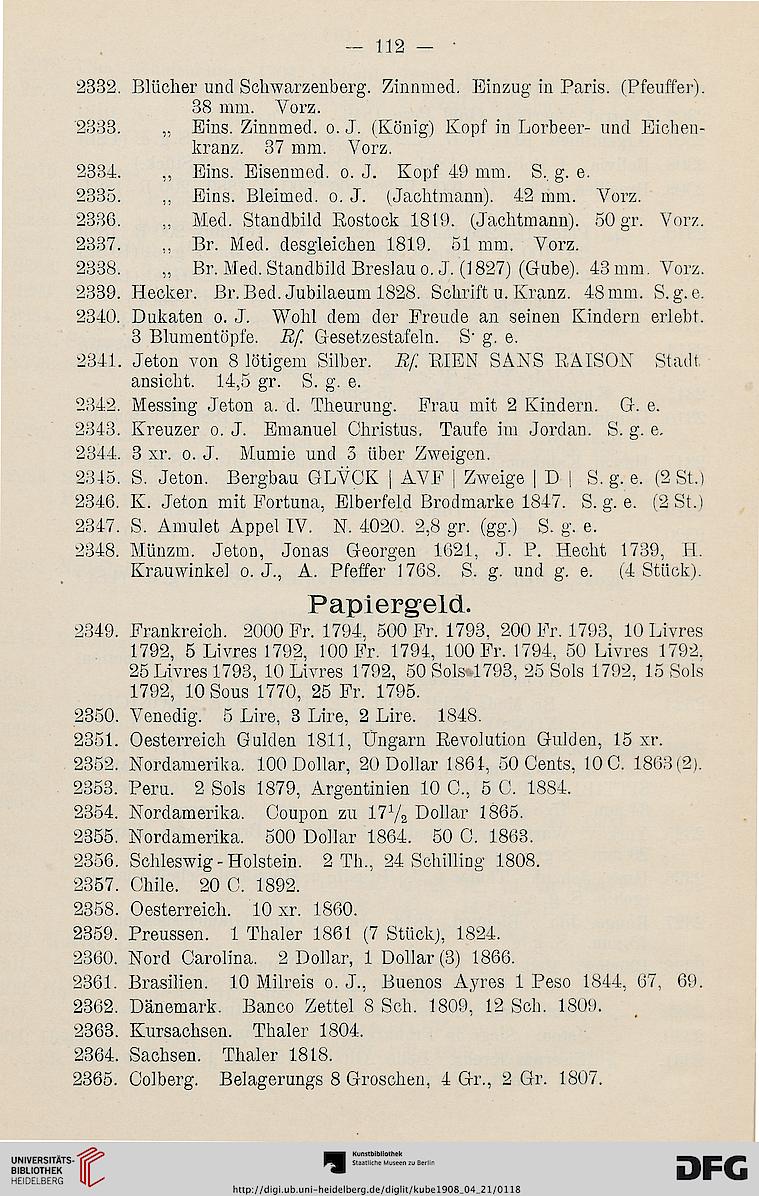 — 112 —
2332. Blücher und Schwarzenberg. Zinnmed. Einzug in Paris. (Pfeuffer).
38 mm. Vorz.
2333. „ Eins. Zinnmed. o. J. (König) Kopf in Lorbeer- und Eichen-
kranz. 37 mm. Vorz.
2334. „ Eins. Eisenmed. o. J. Kopf 49 mm. S. g. e.
2335. „ Eins. Bleimed. o. J. (Jachtmann). 42 mm. Vorz.
2336. „ Med. Standbild Rostock 1819. (Jachtmann). 50 gr. Vorz.
2337. „ Br. Med. desgleichen 1819. 51 mm. Vorz.
2338. „ Br. Med. Standbild Breslau o. J. (1827) (Gube). 43 mm. Vorz.
2339. Hecker. Br. Bed. Jubilaeum 1828. Schrift u. Kranz. 48 mm. S. g. e.
2340. Dukaten o. J. Wohl dem der Freude an seinen Kindern erlebt.
3 Blumentöpfe. Rf. Gesetzestafeln. S· g. e.
2341. Jeton von 8 lötigem Silber. Rf. RIEN SANS RAISON Stadt
ansicht. 14,5 gr. S. g. e.
2342. Messing Jeton a. d. Theurung. Frau mit 2 Kindern. G. e.
2343. Kreuzer o. J. Emanuel Christus. Taufe im Jordan. S. g. e.
2344. 3 xr. o. J. Mumie und 3 über Zweigen.
2345. S. Jeton. Bergbau GLVCK | AVF | Zweige | D | S. g. e. (2 St.)
2346. K. Jeton mit Fortuna, Elberfeld Brodmarke 1847. S. g. e. (2 St.)
2347. S. Amulet Appel IV. N. 4020. 2,8 gr. (gg.) S. g. e.
2348. Münzm. Jeton, Jonas Georgen 1621, J. P. Hecht 1739, H.
Krauwinkel o. J., A. Pfeffer 1768. S. g. und g. e. (4 Stück).
Papiergeld.
2349. Frankreich. 2000 Fr. 1794, 500 Fr. 1793, 200 Fr. 1793, 10 Livres
1792, 5 Livres 1792, 100 Fr. 1794, 100 Fr. 1794, 50 Livres 1792,
25 Livres 1793, 10 Livres 1792, 50 Sols 1793, 25 Sols 1792, 15 Sols
1792, 10 Sous 1770, 25 Fr. 1795.
2350. Venedig. 5 Lire, 3 Lire, 2 Lire. 1848.
2351. Oesterreich Gulden 1811, Ungarn Revolution Gulden, 15 xr.
2352. Nordamerika. 100 Dollar, 20 Dollar 1864, 50 Cents, 10 C. 1863 (2).
2353. Peru. 2 Sols 1879, Argentinien 10 C., 5 C. 1884.
2354. Nordamerika. Coupon zu 17½ Dollar 1865.
2355. Nordamerika. 500 Dollar 1864. 50 C. 1863.
2356. Schleswig-Holstein. 2 Th., 24 Schilling 1808.
2357. Chile. 20 C. 1892.
2358. Oesterreich. 10 xr. 1860.
2359. Preussen. 1 Thaler 1861 (7 Stück), 1824.
2360. Nord Carolina. 2 Dollar, 1 Dollar (3) 1866.
2361. Brasilien. 10 Milreis o. J., Buenos Ayres 1 Peso 1844, 67, 69.
2362. Dänemark. Banco Zettel 8 Sch. 1809, 12 Sch. 1809.
2363. Kursachsen. Thaler 1804.
2364. Sachsen. Thaler 1818.
2365. Colberg. Belagerungs 8 Groschen, 4 Gr., 2 Gr. 1807.
UNIVERSITÄTS-
BIBLIOTHEK
HEIDELBERG
Kunstbibliothek
Staatliche Museen zu Berlin
DFG
http://digi.ub.uni-heidelberg.de/diglit/kube1908_04_21/0118